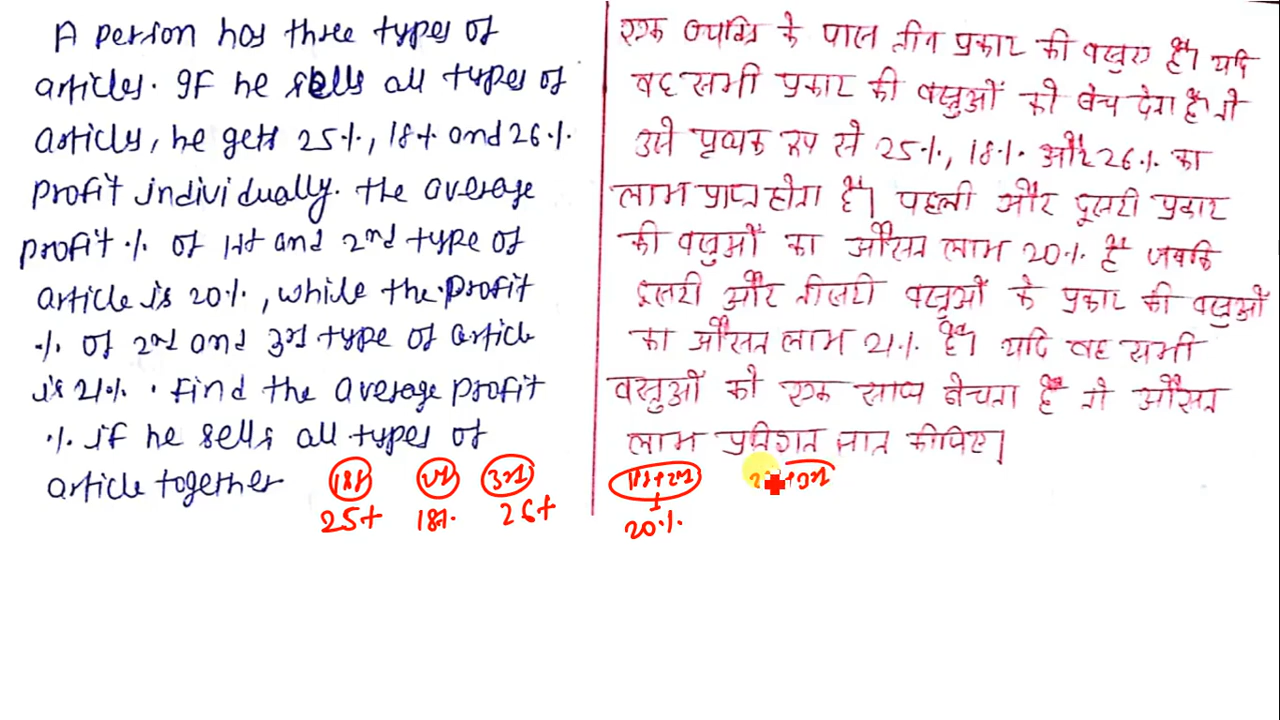 A person has three types of
articles. If he sells all types of
articls, he gets 25%, 18% and 26%
profit individually. the average
profit % of 1st and 2nd type of
article is 20%, while the profit
% of 2nd and 3rd type of article
is 21%. find the average profit
% if he sells all types of
article together
एक व्यक्ति के पास तीन प्रकार की वस्तुएं हैं। यदि
वह सभी प्रकार की वस्तुओं को बेच देता है तो
उसे पृथक रूप से 25%, 18% और 26% का
लाभ प्राप्त होता है। पहली और दूसरी प्रकार
की वस्तुओं का औसत लाभ 20% है जबकि
दूसरी और तीसरी वस्तुओं के प्रकार की वस्तुओं
का औसत लाभ 21% है। यदि वह सभी
वस्तुओं को एक साथ बेचता है तो औसत
लाभ प्रतिशत ज्ञात कीजिए।
1st 3rd 1st+2nd
25% 18% 26% 20%